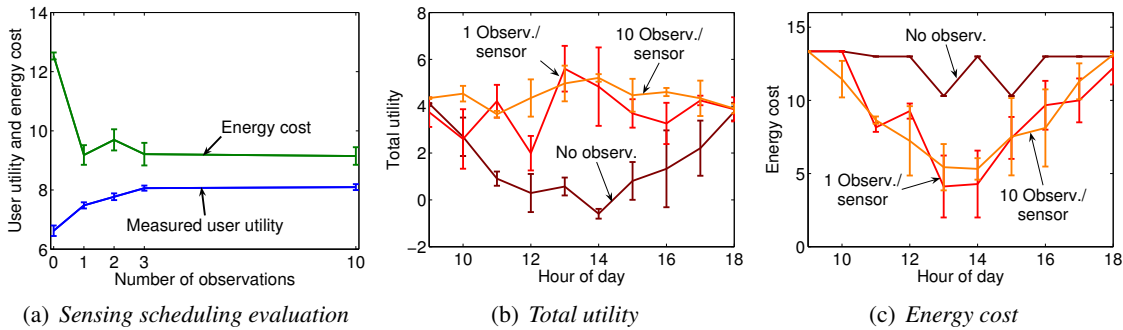 User utility and energy cost
14
12
10
8
6
0
1
2
3
10
Energy cost
Measured user utility
Number of observations
(a) Sensing scheduling evaluation
Total utility
8
6
4
2
0
−2
10
12
14
16
18
1 Observ./
sensor
10 Observ./
sensor
No observ.
Hour of day
(b) Total utility
Energy cost
15
10
5
0
10
12
14
16
18
No observ.
1 Observ./
sensor
10 Observ./
sensor
Hour of day
(c) Energy cost